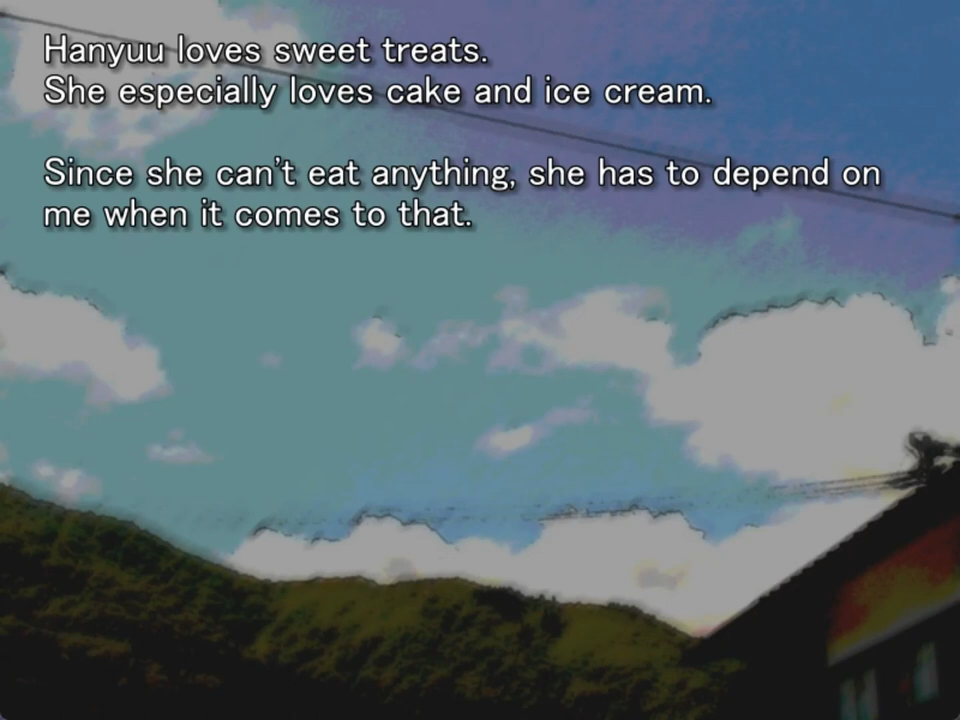 Hanyuu loves sweet treats.
She especially loves cake and ice cream.
Since she can't eat anything, she has to depend on
me when it comes to that.